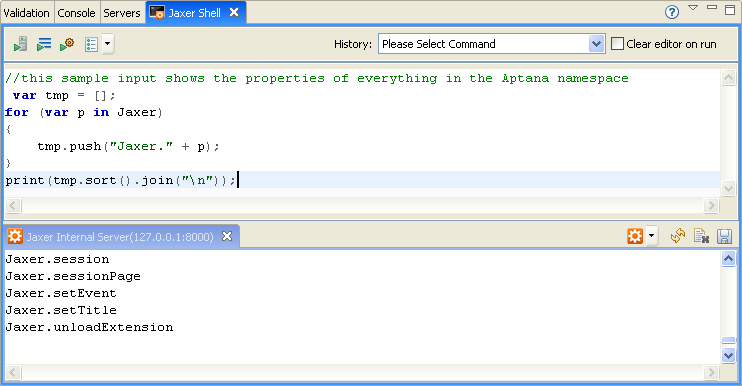 Validation Console Servers Jaxer Shell
History: Please Select Command Clear editor on run
//this sample input shows the properties of everything in the Aptana namespace
var tmp = [];
for (var p in Jaxer)
{
tmp.push("Jaxer." + p);
}
print(tmp.sort().join("\n"));
Jaxer Internal Server(127.0.0.1:8000)
Jaxer.session
Jaxer.sessionPage
Jaxer.setEvent
Jaxer.setTitle
Jaxer.unloadExtension